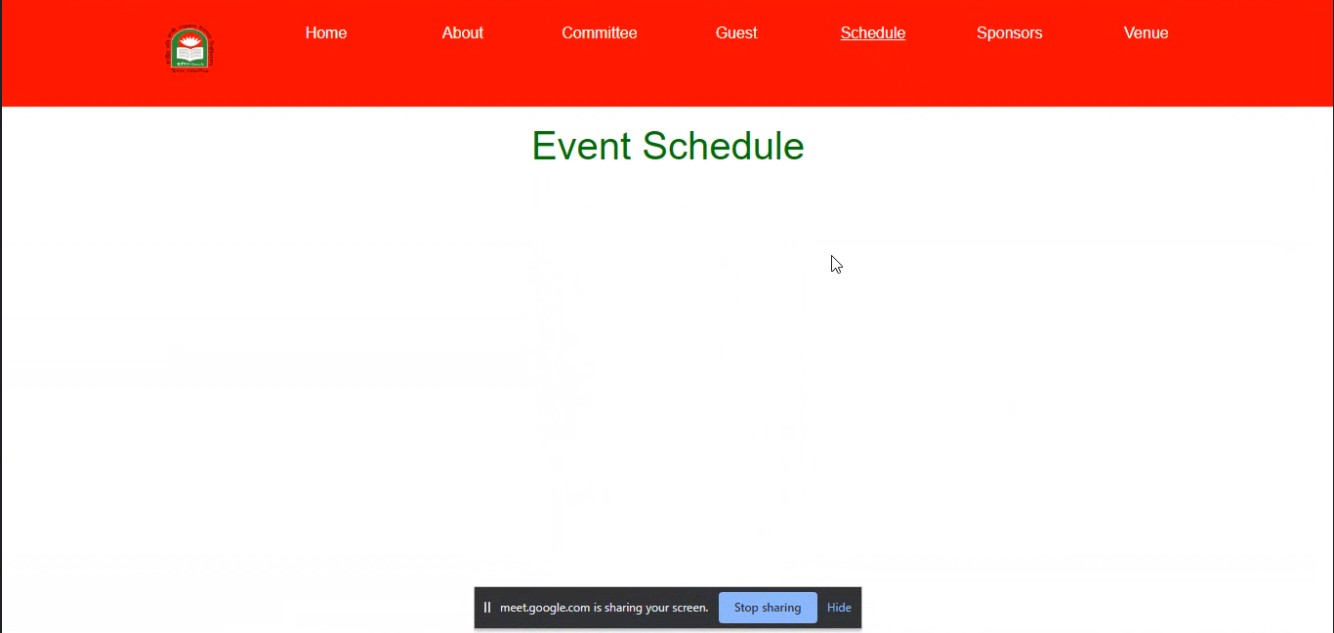 Home About Committee Guest Schedule Sponsors Venue
Event Schedule
meet.google.com is sharing your screen. Stop sharing Hide